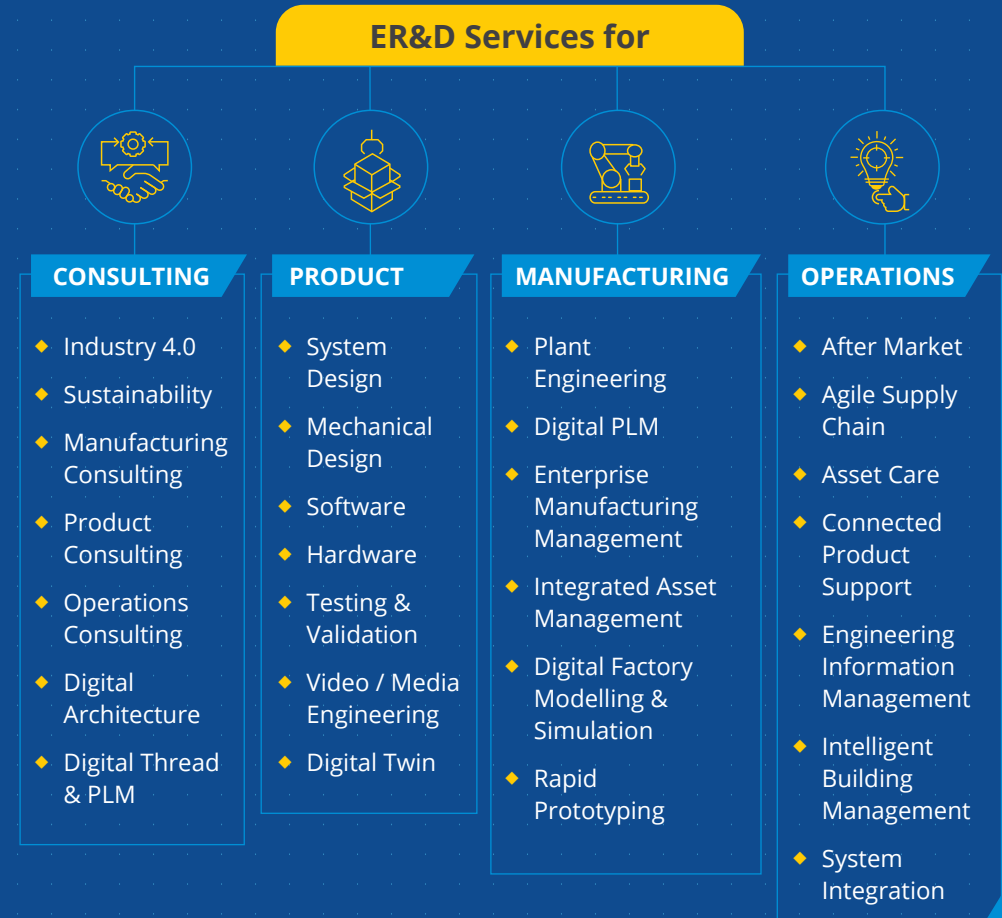 ER&D Services for
CONSULTING
Industry 4.0
Sustainability
Manufacturing
Consulting
Product
Consulting
Operations
Consulting
Digital
Architecture
Digital Thread
& PLM
PRODUCT
System
Design
Mechanical
Design
Software
Hardware
Testing &
Validation
Video / Media
Engineering
Digital Twin
MANUFACTURING
Plant
Engineering
Digital PLM
Enterprise
Manufacturing
Management
Integrated Asset
Management
Digital Factory
Modelling &
Simulation
Rapid
Prototyping
OPERATIONS
After Market
Agile Supply
Chain
Asset Care
Connected
Product
Support
Engineering
Information
Management
Intelligent
Building
Management
System
Integration